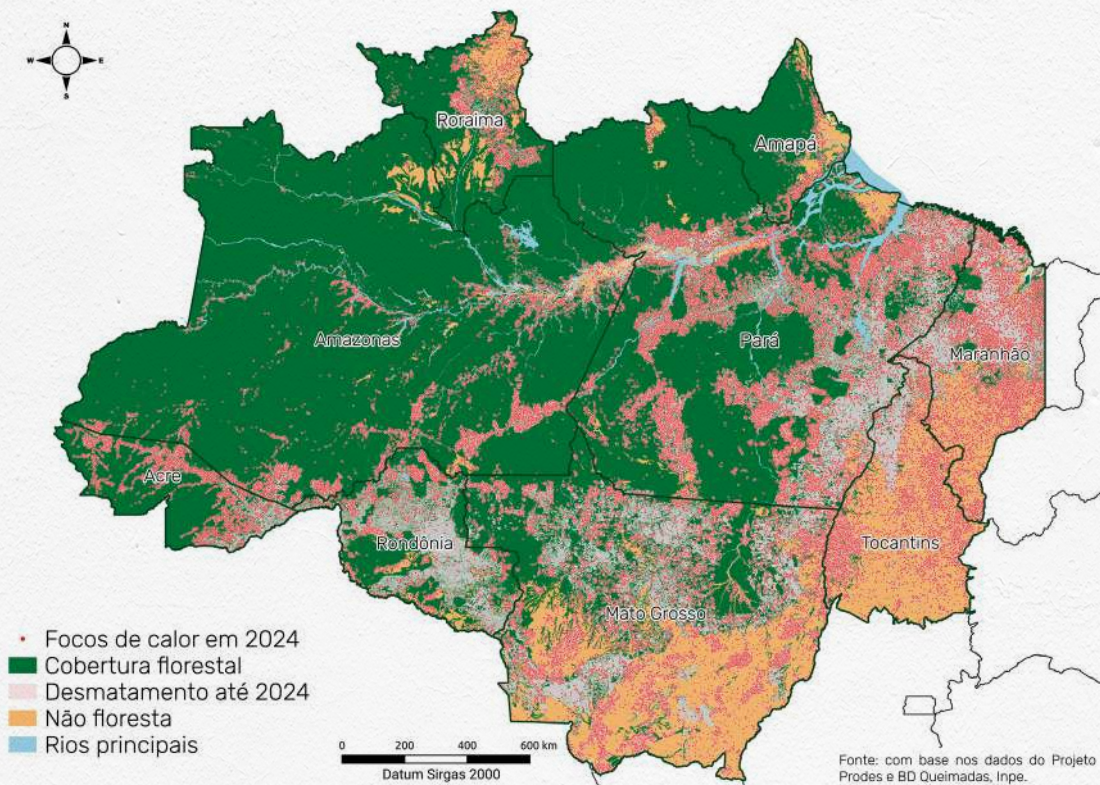 N
W E
S
Roraima
Amapá
Amazonas
Pará
Maranhão
Acre
Rondônia
Tocantins
Mato Grosso
Focos de calor em 2024
Cobertura florestal
Desmatamento até 2024
Não floresta
Rios principais
0 200 400 600 km
Datum Sirgas 2000
Fonte: com base nos dados do Projeto
Prodes e BD Queimadas, Inpe.